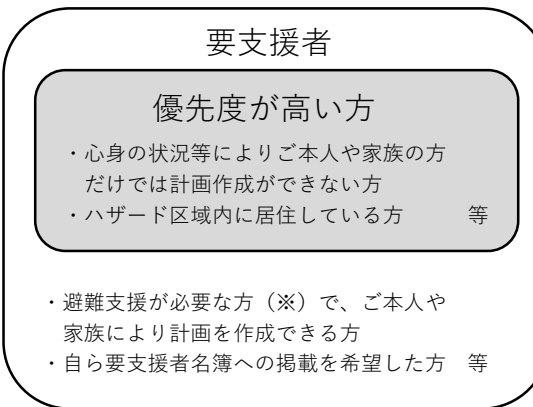 要支援者
優先度が高い方
・心身の状況等によりご本人や家族の方
だけでは計画作成ができない方
・ハザード区域内に居住している方　　等
・避難支援が必要な方（※）で、ご本人や
家族により計画を作成できる方
・自ら要支援者名簿への掲載を希望した方　等